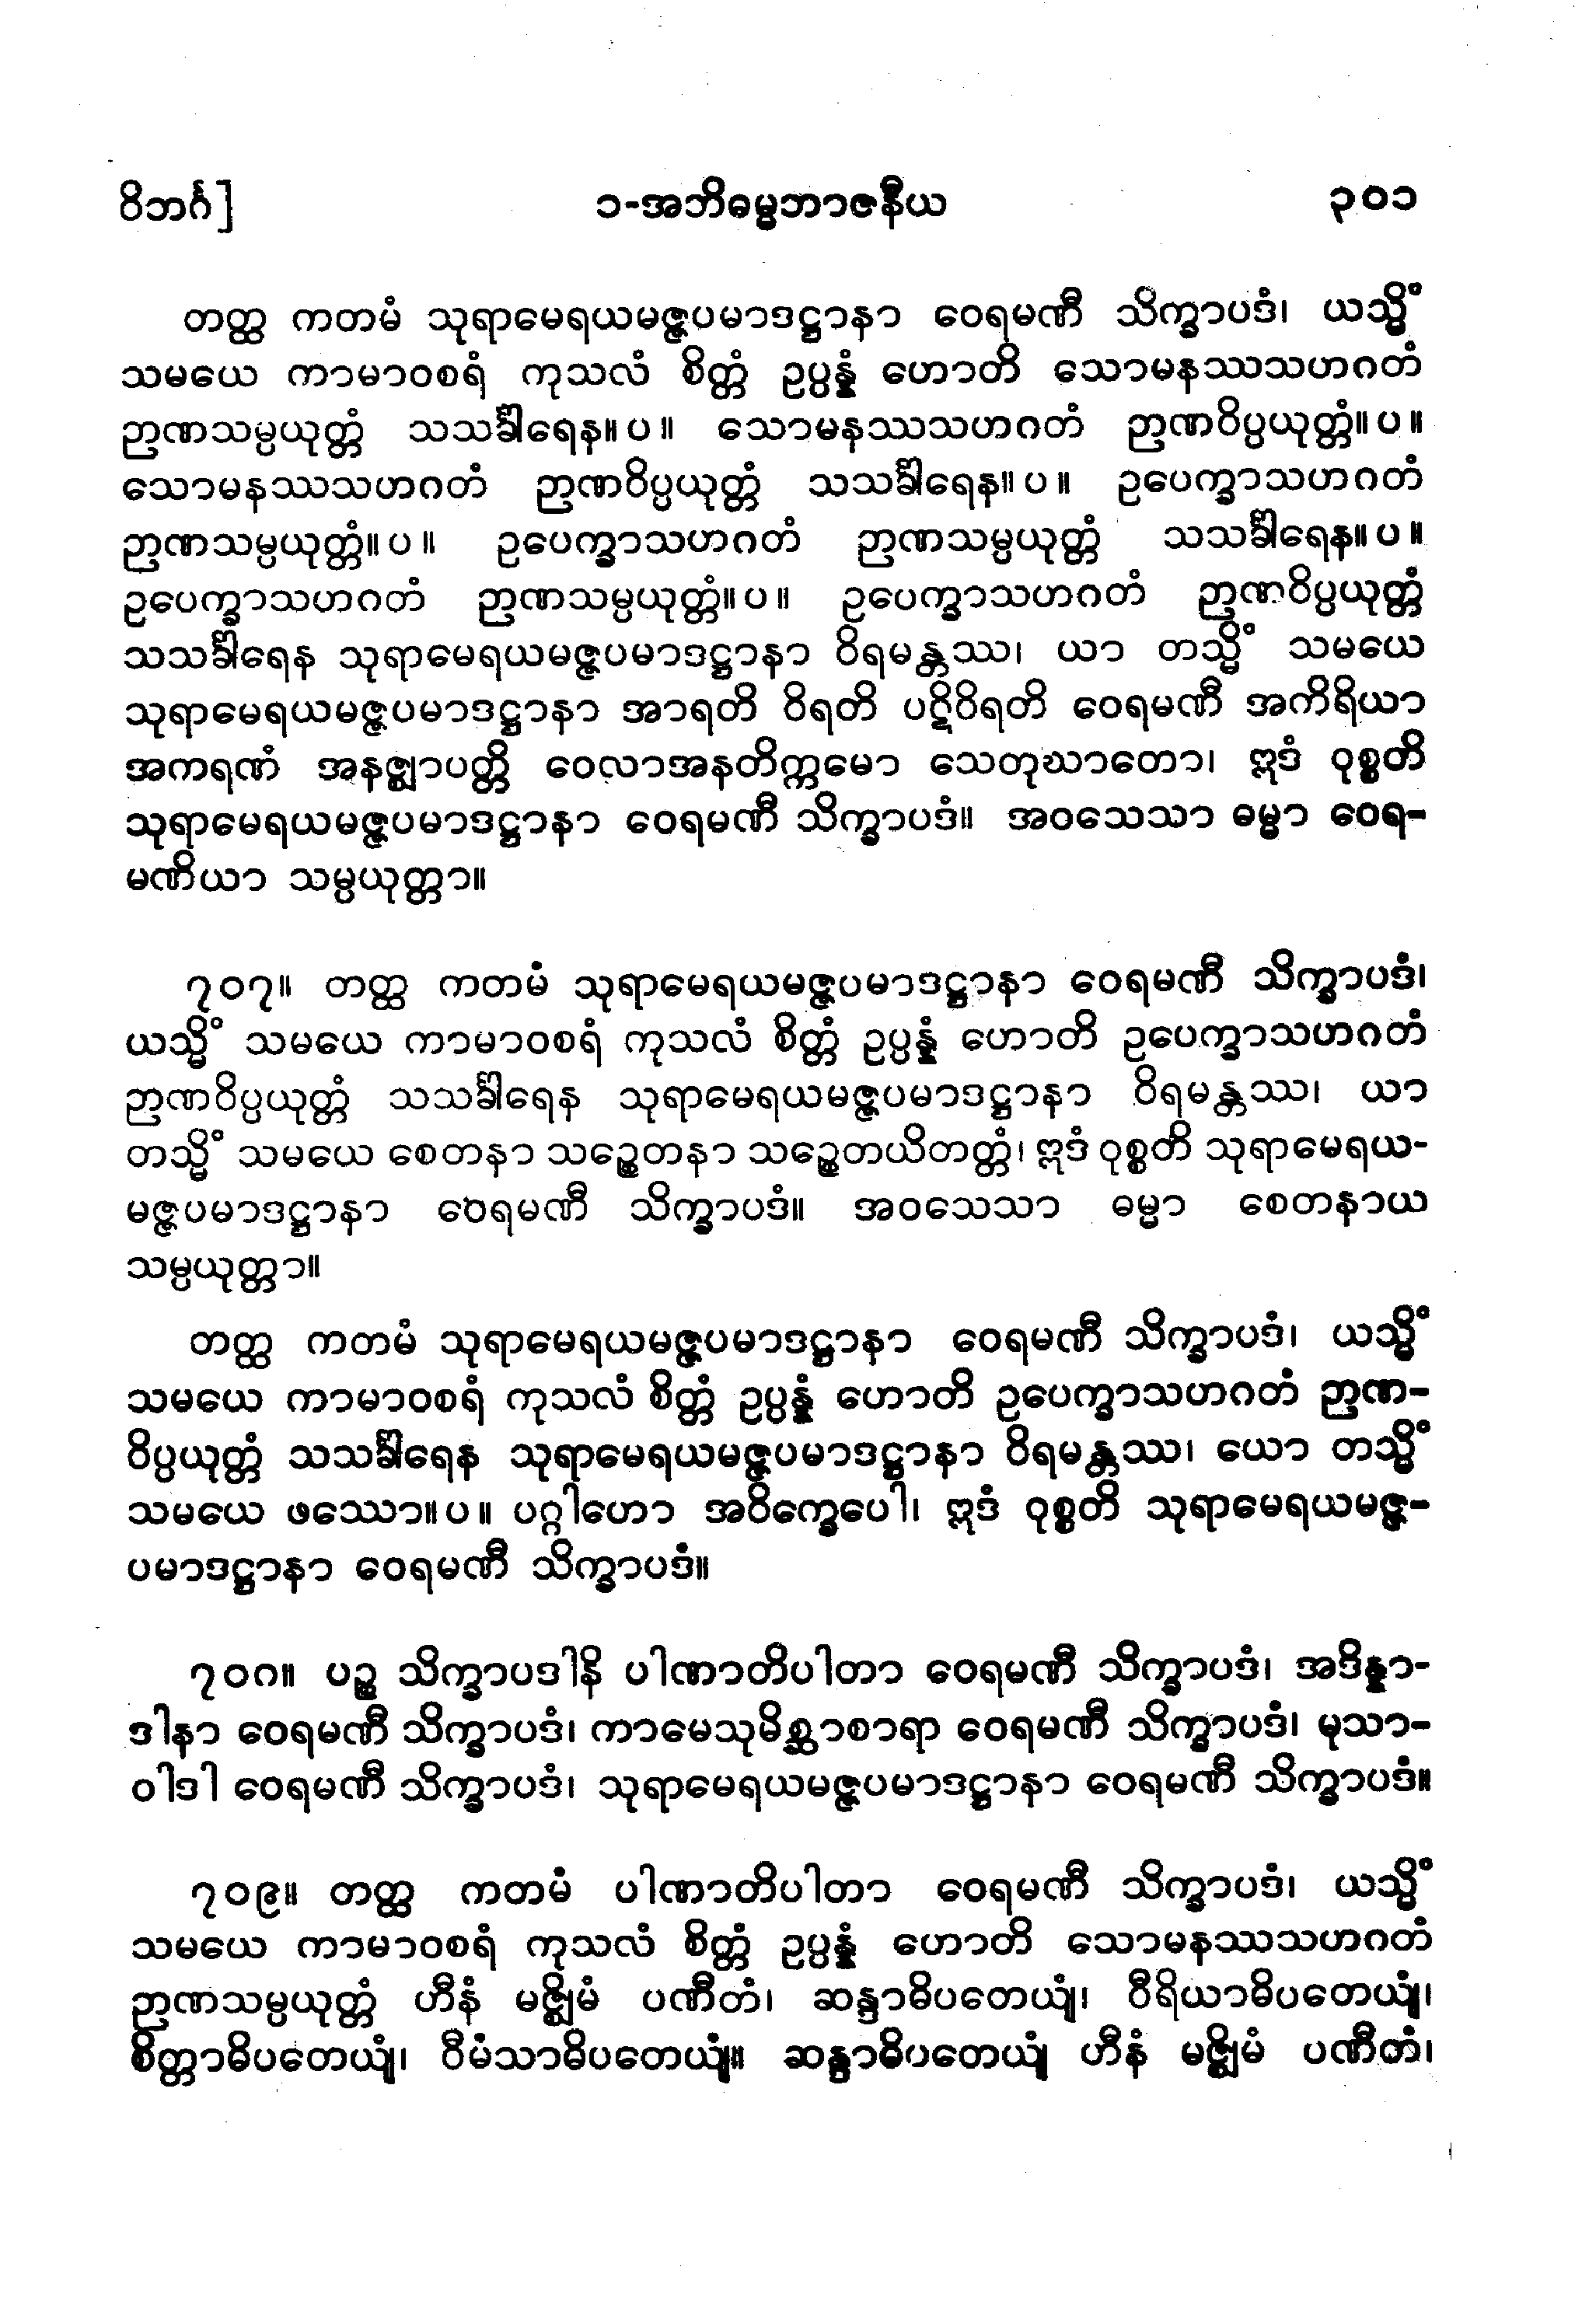 ဝိဘင်္ဂ]
၁-အဘိဓမ္မဘာဇနီယ
၃၀၁
တတ္ထ ကတမံ သုရာမေရယမဇ္ဇပမာဒဋ္ဌာနာ ဝေရမဏီ သိက္ခာပဒံ၊ ယသ္မိံ
သမယေ ကာမာဝစရံ ကုသလံ စိတ္တံ ဥပ္ပန္နံ ဟောတိ သောမနဿသဟဂတံ
ဉာဏသမ္ပယုတ္တံ သသင်္ခါရေန။ပ။ သောမနဿသဟဂတံ ဉာဏဝိပ္ပယုတ္တံ။ပ။
သောမနဿသဟဂတံ ဉာဏဝိပ္ပယုတ္တံ သသင်္ခါရေန။ပ။ ဥပေက္ခာသဟဂတံ
ဉာဏသမ္ပယုတ္တံ။ပ။ ဥပေက္ခာသဟဂတံ ဉာဏသမ္ပယုတ္တံ သသင်္ခါရေန။ပ။
ဥပေက္ခာသဟဂတံ ဉာဏသမ္ပယုတ္တံ။ပ။ ဥပေက္ခာသဟဂတံ ဉာဏဝိပ္ပယုတ္တံ
သသင်္ခါရေန သုရာမေရယမဇ္ဇပမာဒဋ္ဌာနာ ဝိရမန္တဿ၊ ယာ တသ္မိံ သမယေ
သုရာမေရယမဇ္ဇပမာဒဋ္ဌာနာ အာရတိ ဝိရတိ ပဋိဝိရတိ ဝေရမဏီ အကိရိယာ
အကရဏံ အနဇ္ဈာပတ္တိ ဝေလာအနတိက္ကမော သေတုဃာတော၊ ဣဒံ ဝုစ္စတိ
သုရာမေရယမဇ္ဇပမာဒဋ္ဌာနာ ဝေရမဏီ သိက္ခာပဒံ။ အဝသေသာ ဓမ္မာ ဝေရ-
မဏိယာ သမ္ပယုတ္တာ။
၇၀၇။ တတ္ထ ကတမံ သုရာမေရယမဇ္ဇပမာဒဋ္ဌာနာ ဝေရမဏီ သိက္ခာပဒံ၊
ယသ္မိံ သမယေ ကာမာဝစရံ ကုသလံ စိတ္တံ ဥပ္ပန္နံ ဟောတိ ဥပေက္ခာသဟဂတံ
ဉာဏဝိပ္ပယုတ္တံ သသင်္ခါရေန သုရာမေရယမဇ္ဇပမာဒဋ္ဌာနာ ဝိရမန္တဿ၊ ယာ
တသ္မိံ သမယေ စေတနာ သဉ္စေတနာ သဉ္စေတယိတတ္တံ၊ ဣဒံ ဝုစ္စတိ သုရာမေရယ-
မဇ္ဇပမာဒဋ္ဌာနာ ဝေရမဏီ သိက္ခာပဒံ။ အဝသေသာ ဓမ္မာ စေတနာယ
သမ္ပယုတ္တာ။
တတ္ထ ကတမံ သုရာမေရယမဇ္ဇပမာဒဋ္ဌာနာ ဝေရမဏီ သိက္ခာပဒံ၊ ယသ္မိံ
သမယေ ကာမာဝစရံ ကုသလံ စိတ္တံ ဥပ္ပန္နံ ဟောတိ ဥပေက္ခာသဟဂတံ ဉာဏ-
ဝိပ္ပယုတ္တံ သသင်္ခါရေန သုရာမေရယမဇ္ဇပမာဒဋ္ဌာနာ ဝိရမန္တဿ၊ ယော တသ္မိံ
သမယေ ဖဿော။ပ။ ပဂ္ဂါဟော အဝိက္ခေပေါ၊ ဣဒံ ဝုစ္စတိ သုရာမေရယမဇ္ဇ-
ပမာဒဋ္ဌာနာ ဝေရမဏီ သိက္ခာပဒံ။
၇၀၈။ ပဉ္စ သိက္ခာပဒါနိ ပါဏာတိပါတာ ဝေရမဏီ သိက္ခာပဒံ၊ အဒိန္နာ-
ဒါနာ ဝေရမဏီ သိက္ခာပဒံ၊ ကာမေသုမိစ္ဆာစာရာ ဝေရမဏီ သိက္ခာပဒံ၊ မုသာ-
ဝါဒါ ဝေရမဏီ သိက္ခာပဒံ၊ သုရာမေရယမဇ္ဇပမာဒဋ္ဌာနာ ဝေရမဏီ သိက္ခာပဒံ။
၇၀၉။ တတ္ထ ကတမံ ပါဏာတိပါတာ ဝေရမဏီ သိက္ခာပဒံ၊ ယသ္မိံ
သမယေ ကာမာဝစရံ ကုသလံ စိတ္တံ ဥပ္ပန္နံ ဟောတိ သောမနဿသဟဂတံ
ဉာဏသမ္ပယုတ္တံ ဟီနံ မဇ္ဈိမံ ပဏီတံ၊ ဆန္ဒာဓိပတေယျံ၊ ဝီရိယာဓိပတေယျံ၊
စိတ္တာဓိပတေယျံ၊ ဝီမံသာဓိပတေယျံ။ ဆန္ဒာဓိပတေယျံ ဟီနံ မဇ္ဈိမံ ပဏီတံ၊